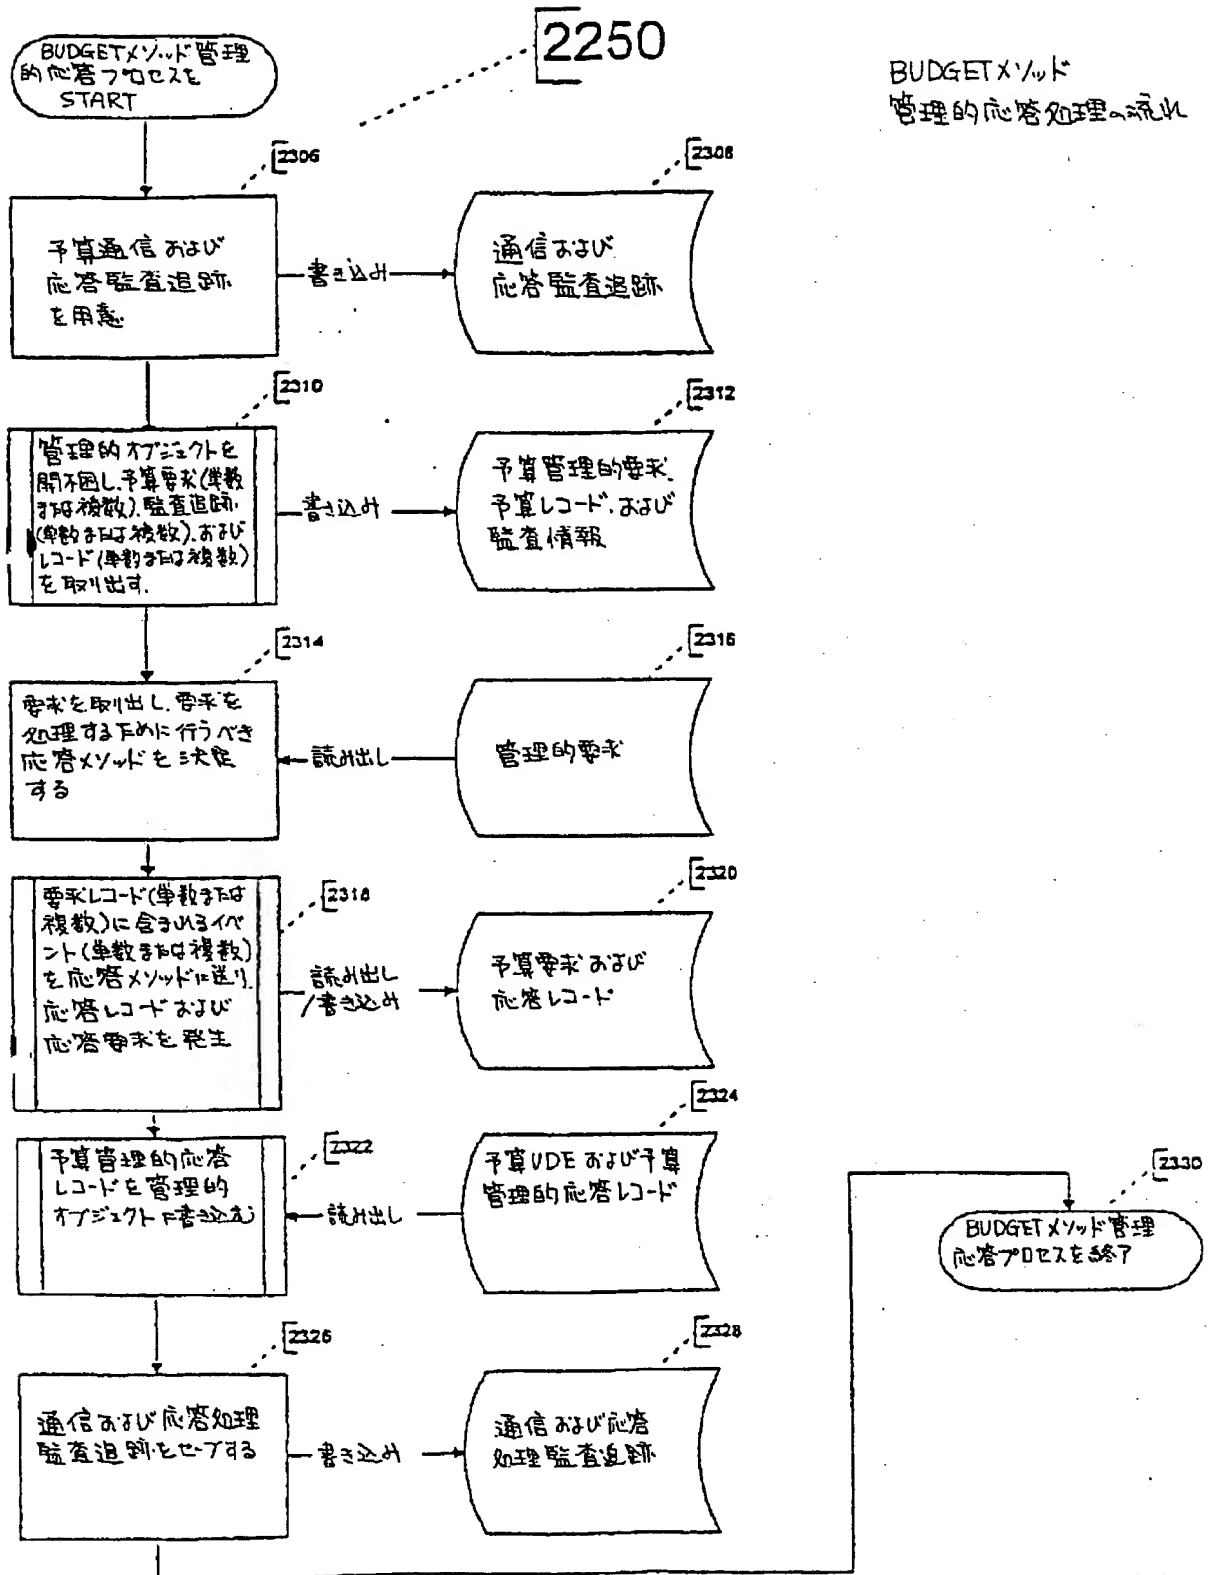 2250
BUDGETメソッド管理
的応答プロセスを
START
BUDGETメソッド
管理的応答処理の流れ
2306
2308
予算通信および
応答監査追跡
を用意
書き込み
通信および
応答監査追跡
2310
2312
管理的オブジェクトを
開梱し、予算要求(単数
または複数)、監査追跡
(単数または複数)、および
レコード(単数または複数)
を取り出す。
書き込み
予算管理的要求、
予算レコード、および
監査情報
2314
2316
要求を取出し、要求を
処理するために行うべき
応答メソッドを決定
する
読み出し
管理的要求
2318
2320
要求レコード(単数または
複数)に含まれるイベ
ント(単数または複数)
を応答メソッドに送り、
応答レコードおよび
応答要求を発生
読み出し
/書き込み
予算要求および
応答レコード
2322
2324
予算管理的応答
レコードを管理的
オブジェクトに書き込む
読み出し
予算UDEおよび予算
管理的応答レコード
2330
BUDGETメソッド管理
応答プロセスを終了
2326
2328
通信および応答処理
監査追跡をセーブする
書き込み
通信および応答
処理監査追跡